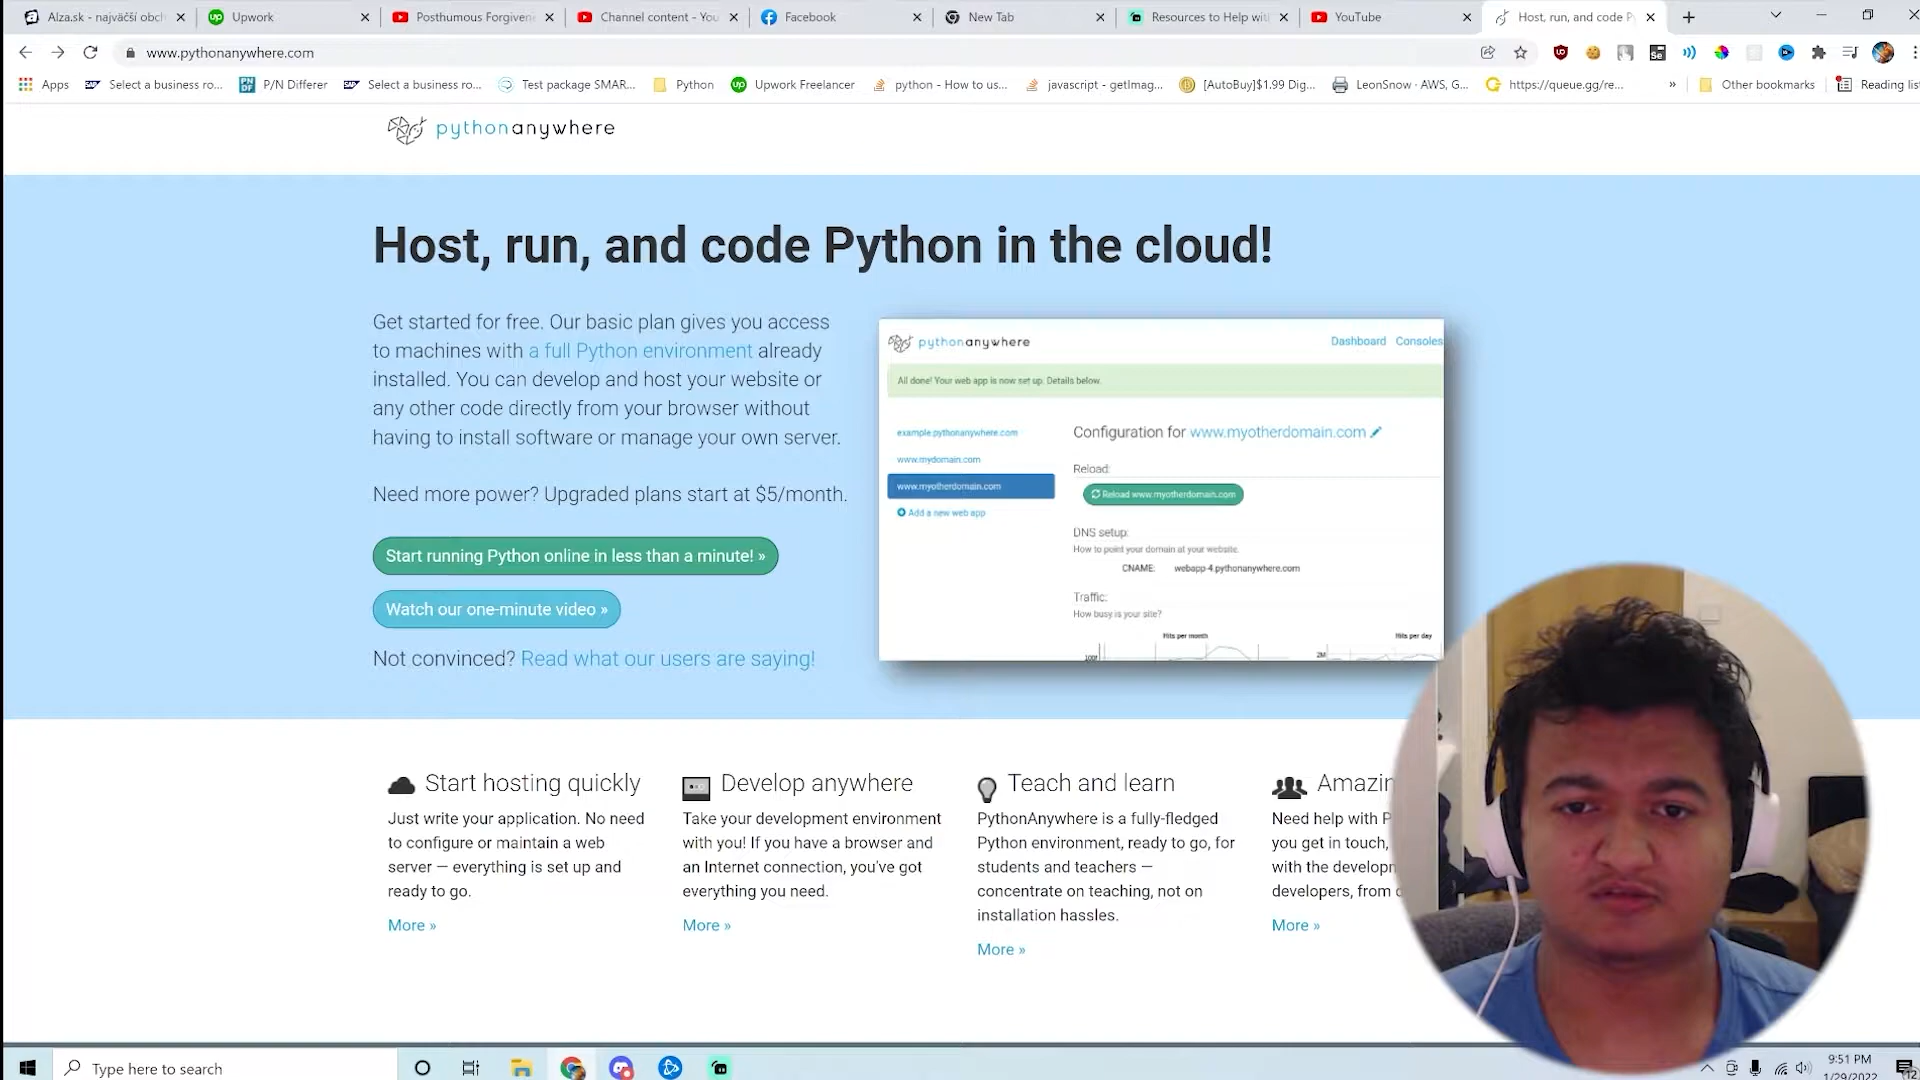 Alza.sk - najväčší obch
Upwork
Posthumous Forgivene
Channel content - You
Facebook
New Tab
Resources to Help wit
YouTube
Host, run, and code P
www.pythonanywhere.com
Apps
Select a business ro...
P/N Differer
Select a business ro...
Test package SMAR...
Python
Upwork Freelancer
python - How to us...
javascript - getImag...
[AutoBuy]$1.99 Dig...
LeonSnow · AWS, G...
https://queue.gg/re...
»
Other bookmarks
Reading list
pythonanywhere
Host, run, and code Python in the cloud!
Get started for free. Our basic plan gives you access
to machines with a full Python environment already
installed. You can develop and host your website or
any other code directly from your browser without
having to install software or manage your own server.
Need more power? Upgraded plans start at $5/month.
Start running Python online in less than a minute! »
Watch our one-minute video »
Not convinced? Read what our users are saying!
pythonanywhere
Dashboard Consoles
All done! Your web app is now set up. Details below.
example.pythonanywhere.com
www.mydomain.com
www.myotherdomain.com
Add a new web app
Configuration for www.myotherdomain.com
Reload:
Reload www.myotherdomain.com
DNS setup:
How to point your domain at your website.
CNAME: webapp-4.pythonanywhere.com
Traffic:
How busy is your site?
Hits per month
Hits per day
2M
Start hosting quickly
Just write your application. No need
to configure or maintain a web
server — everything is set up and
ready to go.
More »
Develop anywhere
Take your development environment
with you! If you have a browser and
an Internet connection, you've got
everything you need.
More »
Teach and learn
PythonAnywhere is a fully-fledged
Python environment, ready to go, for
students and teachers —
concentrate on teaching, not on
installation hassles.
More »
Amazin
Need help with P
you get in touch,
with the developm
developers, from
More »
Type here to search
9:51 PM
1/29/2022
12